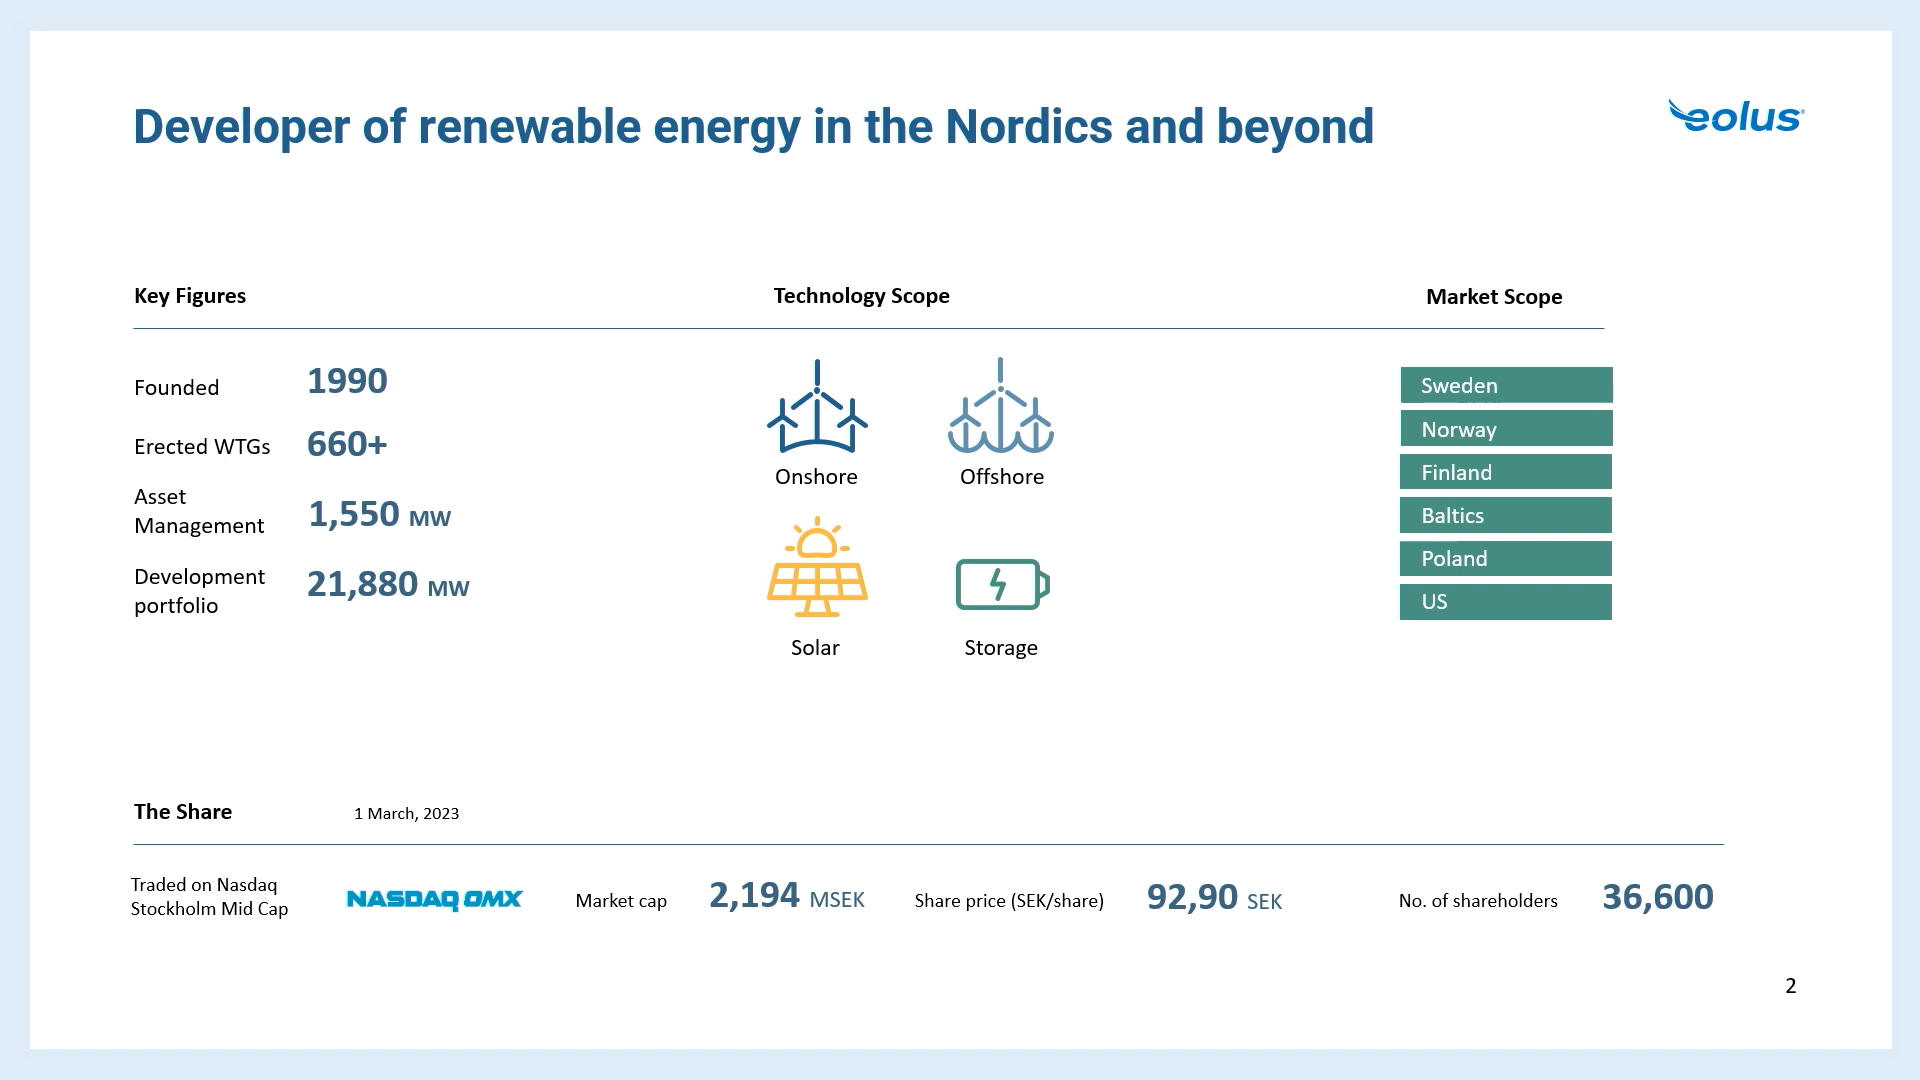 Developer of renewable energy in the Nordics and beyond
eolus
Key Figures
Founded 1990
Erected WTGs 660+
Asset
Management 1,550 MW
Development
portfolio 21,880 MW
Technology Scope
Onshore
Offshore
Solar
Storage
Market Scope
Sweden
Norway
Finland
Baltics
Poland
US
The Share 1 March, 2023
Traded on Nasdaq
Stockholm Mid Cap
NASDAQ OMX
Market cap 2,194 MSEK
Share price (SEK/share) 92,90 SEK
No. of shareholders 36,600
2